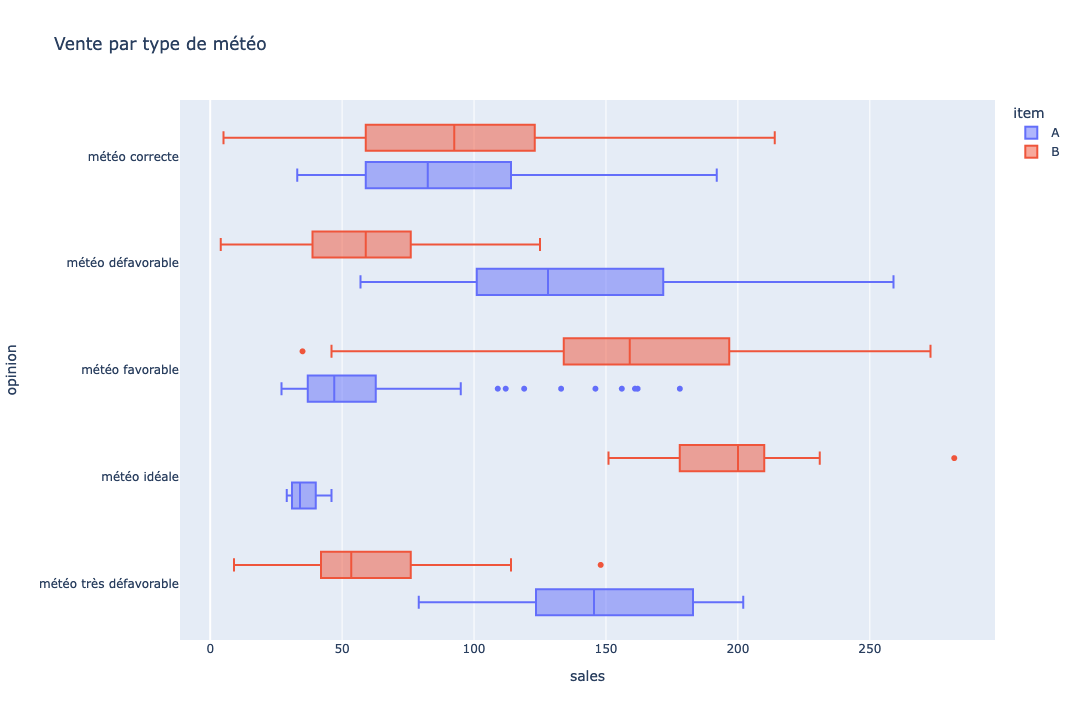 Vente par type de météo
item
A
B
météo correcte
météo défavorable
météo favorable
météo idéale
météo très défavorable
opinion
0 50 100 150 200 250
sales